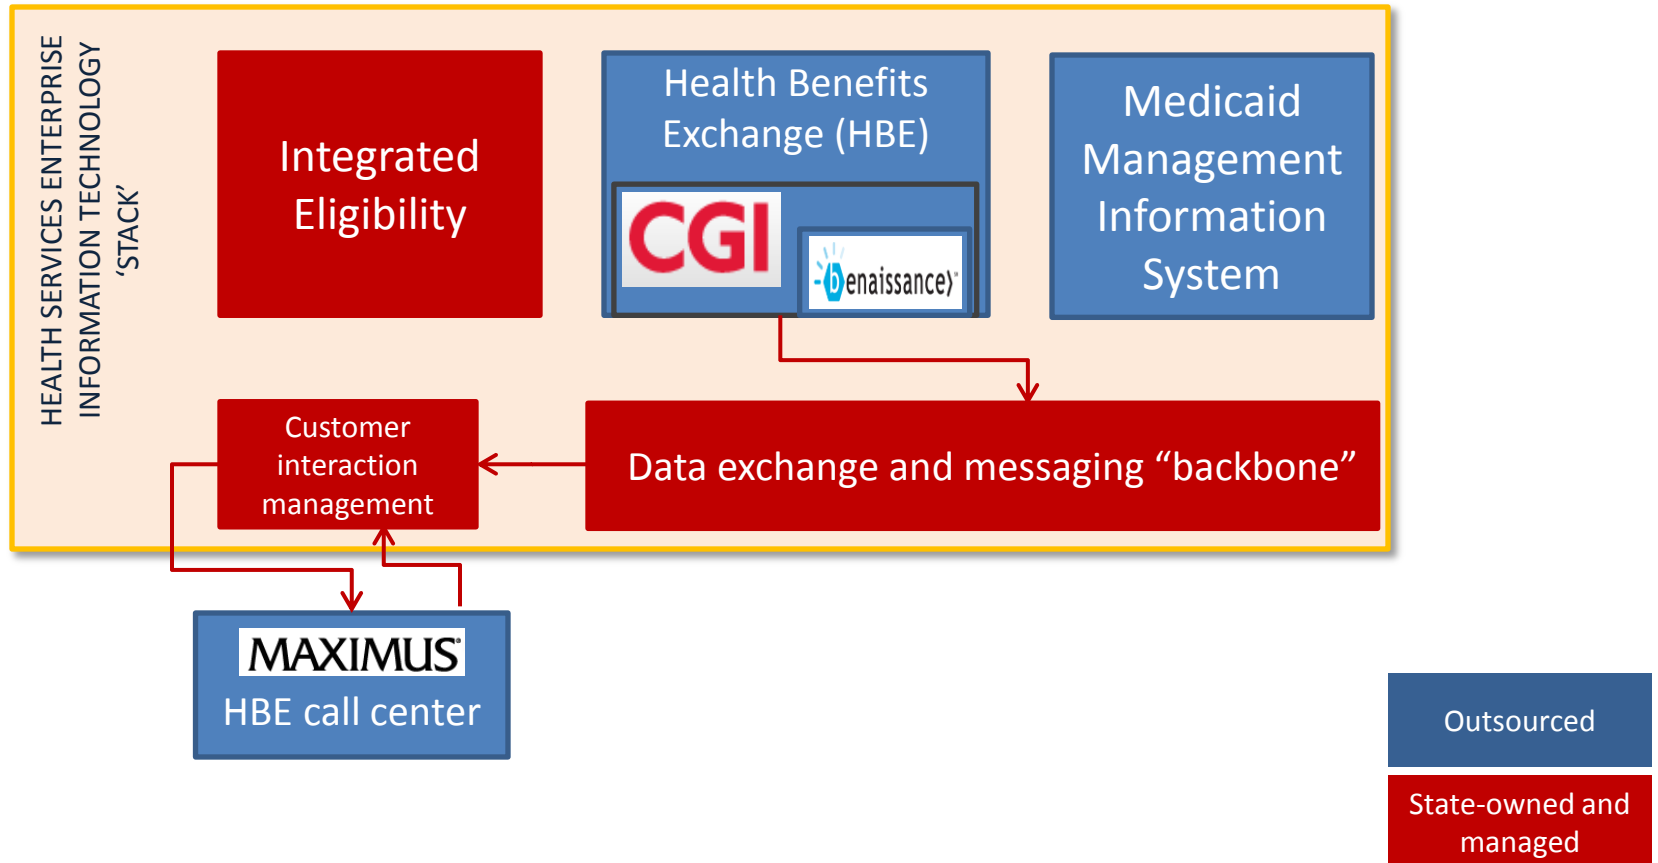 HEALTH SERVICES ENTERPRISE
INFORMATION TECHNOLOGY
‘STACK’
Integrated
Eligibility
Health Benefits
Exchange (HBE)
CGI
benaissance
Medicaid
Management
Information
System
Customer
interaction
management
Data exchange and messaging “backbone”
MAXIMUS
HBE call center
Outsourced
State-owned and
managed